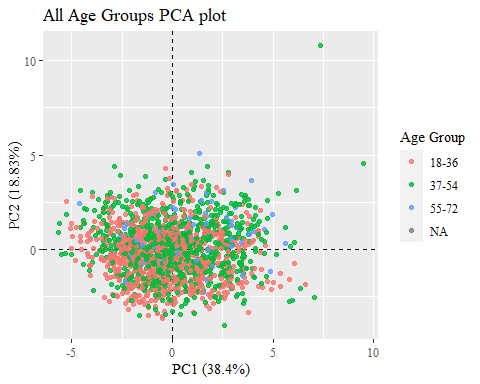 All Age Groups PCA plot
10
5
0
PC2 (18.83%)
-5
0
5
10
PC1 (38.4%)
Age Group
18-36
37-54
55-72
NA